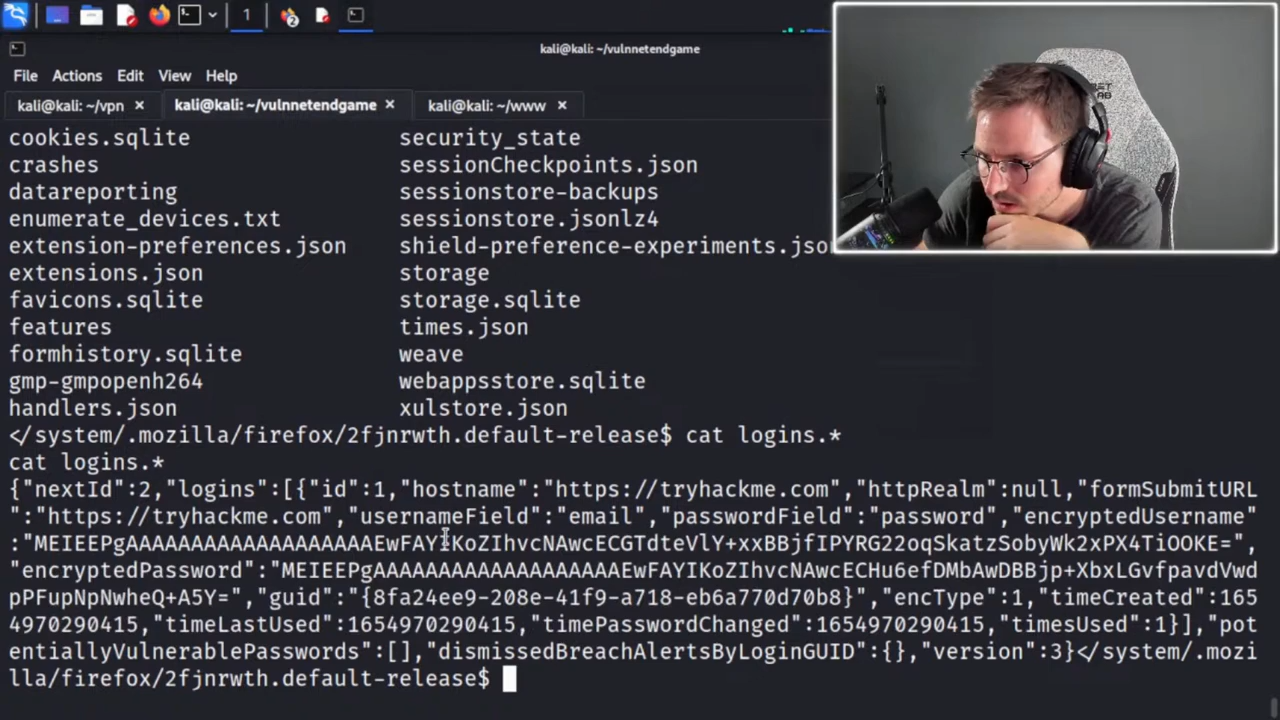 1
2
kali@kali: ~/vulnnetendgame
File Actions Edit View Help
kali@kali: ~/vpn × kali@kali: ~/vulnnetendgame × kali@kali: ~/www ×
cookies.sqlite security_state
crashes sessionCheckpoints.json
datareporting sessionstore-backups
enumerate_devices.txt sessionstore.jsonlz4
extension-preferences.json shield-preference-experiments.json
extensions.json storage
favicons.sqlite storage.sqlite
features times.json
formhistory.sqlite weave
gmp-gmpopenh264 webappsstore.sqlite
handlers.json xulstore.json
</system/.mozilla/firefox/2fjnrwth.default-release$ cat logins.*
cat logins.*
{"nextId":2,"logins":[{"id":1,"hostname":"https://tryhackme.com","httpRealm":null,"formSubmitURL
":"https://tryhackme.com","usernameField":"email","passwordField":"password","encryptedUsername"
:"MEIEEPgAAAAAAAAAAAAAAAAAAAEwFAYIKoZIhvcNAwcECGTdteVlY+xxBBjfIPYRG22oqSkatzSobyWk2xPX4TiOOKE=",
"encryptedPassword":"MEIEEPgAAAAAAAAAAAAAAAAAAAEwFAYIKoZIhvcNAwcECHu6efDMbAwDBBjp+XbxLGvfpavdVwd
pPFupNpNwheQ+A5Y=","guid":"{8fa24ee9-208e-41f9-a718-eb6a770d70b8}","encType":1,"timeCreated":1654
970290415,"timeLastUsed":1654970290415,"timePasswordChanged":1654970290415,"timesUsed":1}],"pot
entiallyVulnerablePasswords":[],"dismissedBreachAlertsByLoginGUID":{},"version":3}</system/.mozi
lla/firefox/2fjnrwth.default-release$